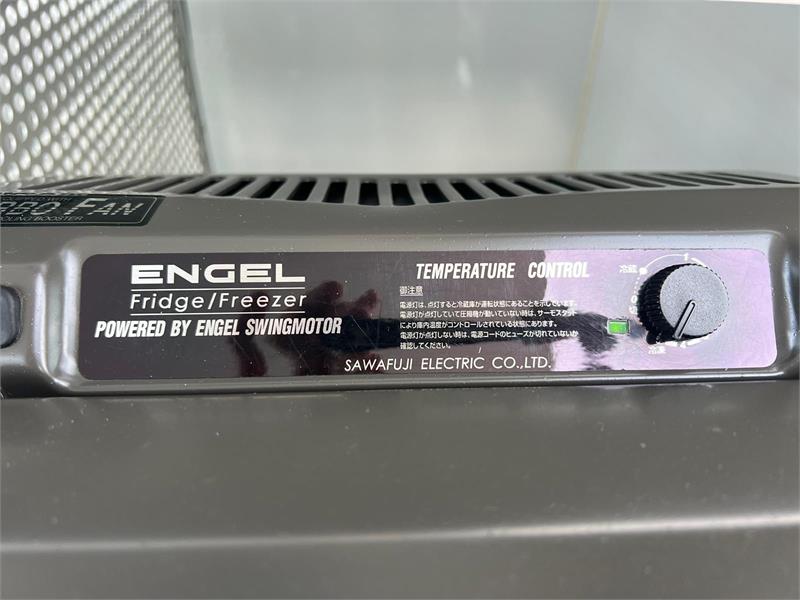 FAN
COOLING BOOSTER
ENGEL
Fridge/Freezer
POWERED BY ENGEL SWINGMOTOR
TEMPERATURE CONTROL
御注意
電源灯は、点灯すると冷蔵庫が運転状態にあることを示しています。
電源灯が点灯していて圧縮機が動いていない時は、サーモスタット
により庫内温度がコントロールされている状態にあります。
電源灯が点灯しない時は、電源コードのヒューズが切れていないか
確認してください。
SAWAFUJI ELECTRIC CO.,LTD.
冷蔵
冷凍